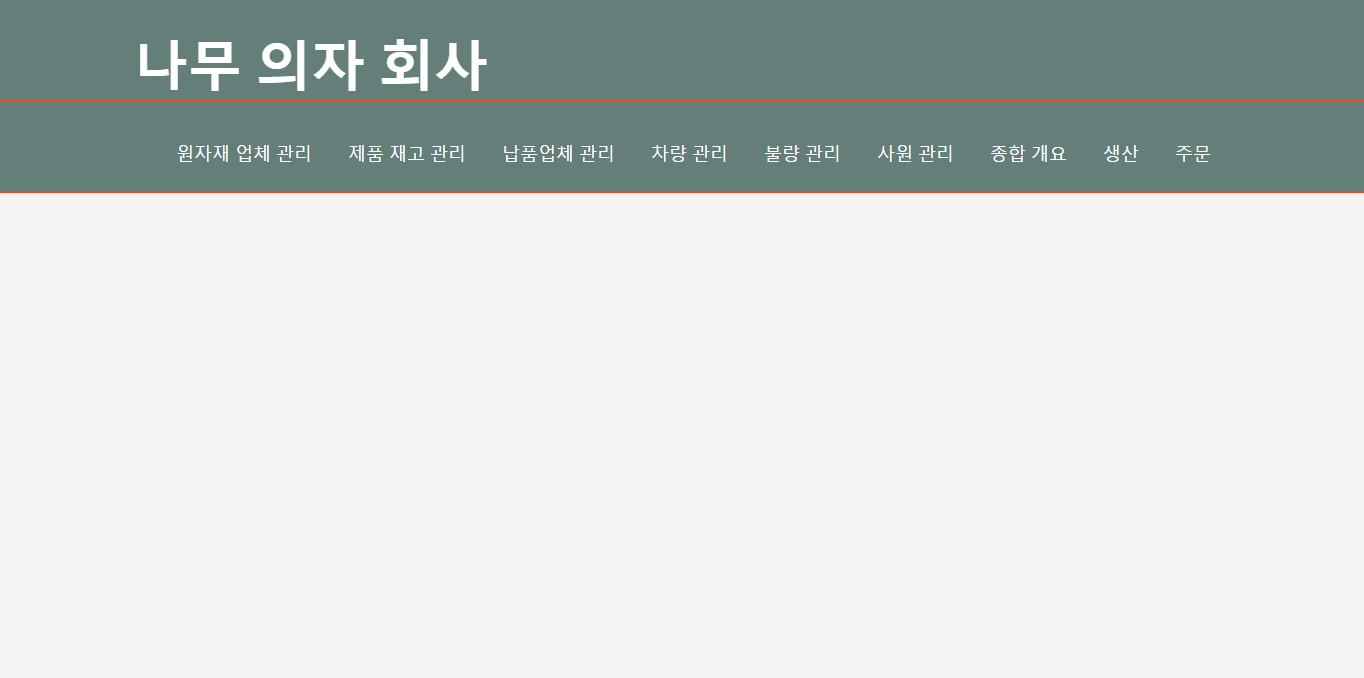 나무 의자 회사
원자재 업체 관리 제품 재고 관리 납품업체 관리 차량 관리 불량 관리 사원 관리 종합 개요 생산 주문